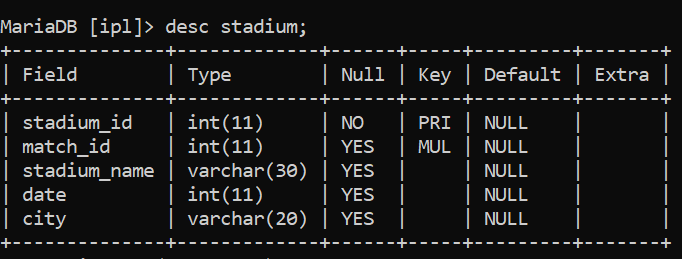 MariaDB [ipl]> desc stadium;
+--------------+-------------+------+-----+---------+-------+
| Field        | Type        | Null | Key | Default | Extra |
+--------------+-------------+------+-----+---------+-------+
| stadium_id   | int(11)     | NO   | PRI | NULL    |       |
| match_id     | int(11)     | YES  | MUL | NULL    |       |
| stadium_name | varchar(30) | YES  |     | NULL    |       |
| date         | int(11)     | YES  |     | NULL    |       |
| city         | varchar(20) | YES  |     | NULL    |       |
+--------------+-------------+------+-----+---------+-------+